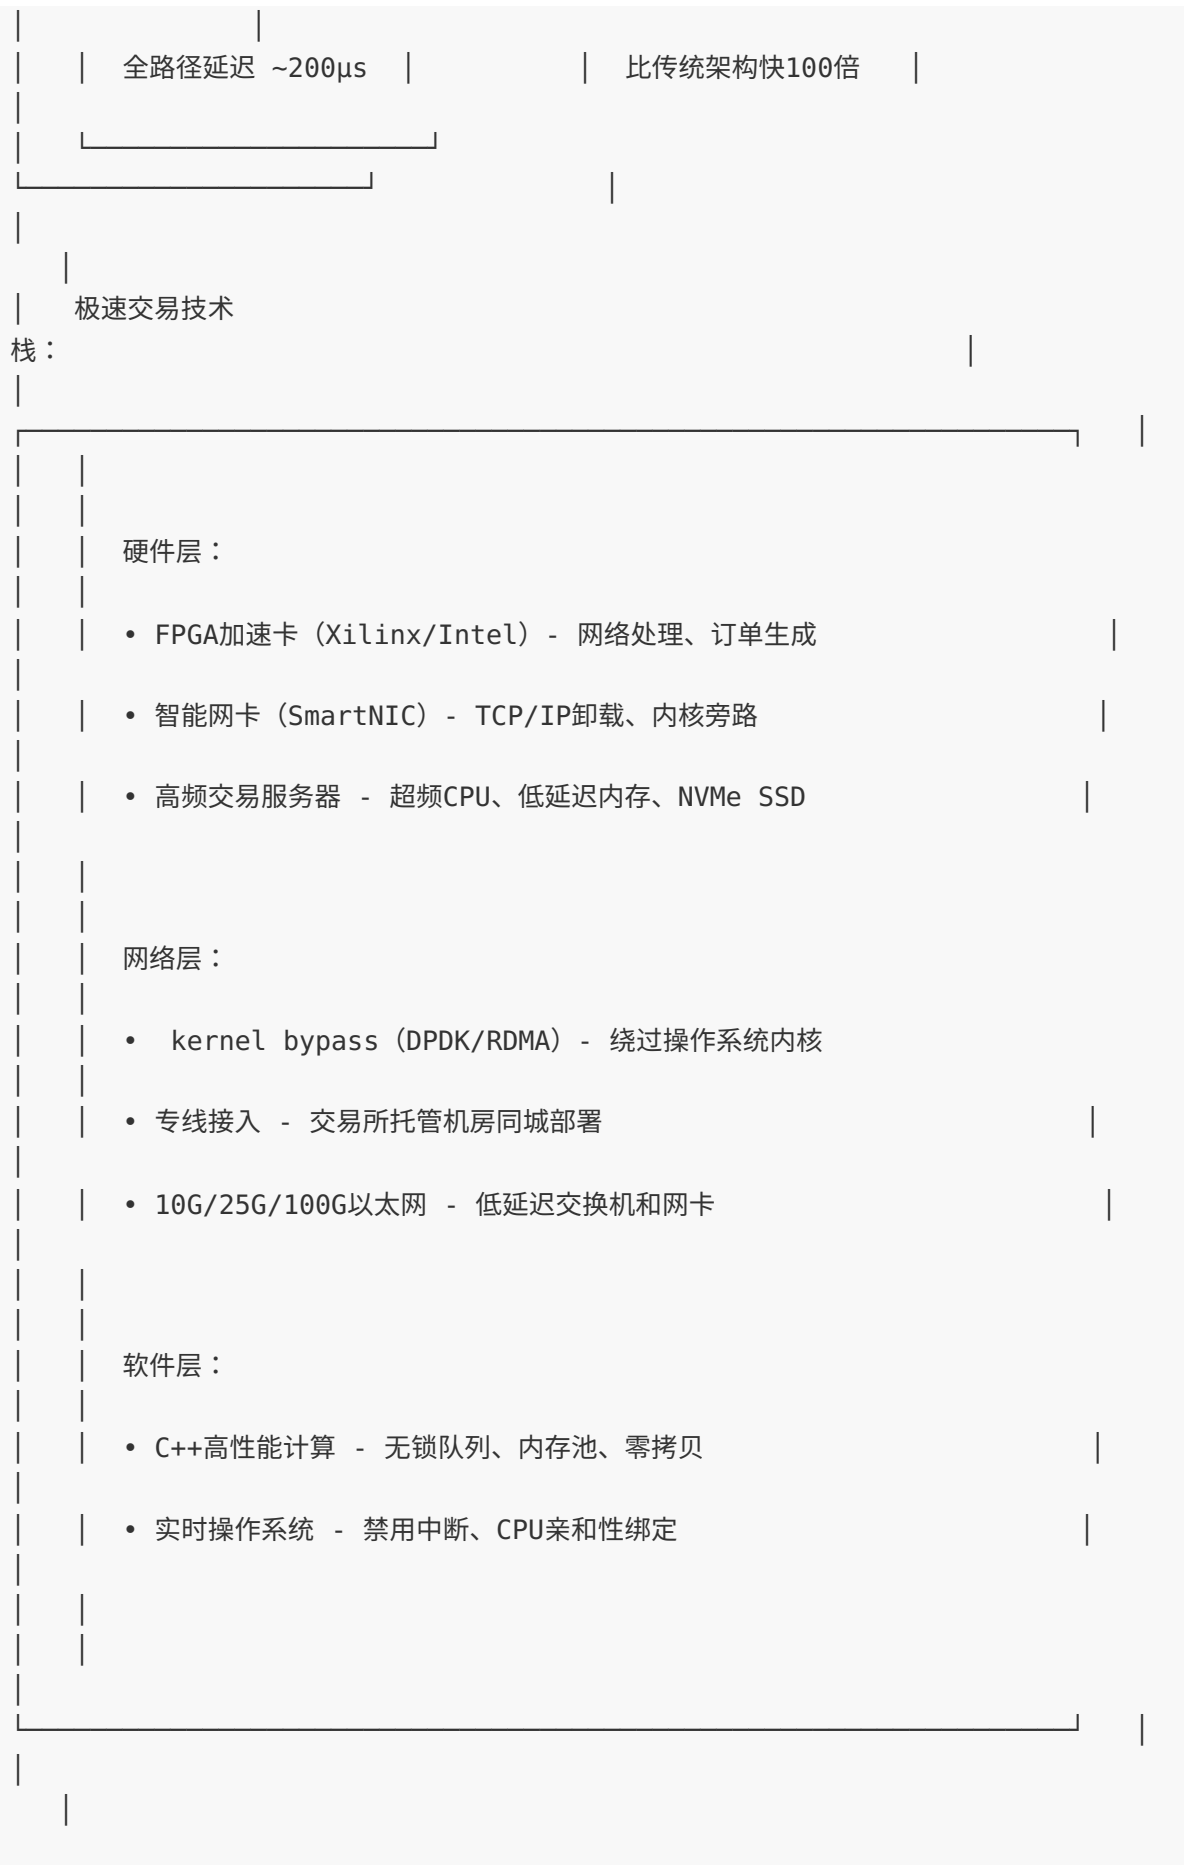 全路径延迟 ~200μs 比传统架构快100倍
极速交易技术
栈：
硬件层：
• FPGA加速卡（Xilinx/Intel）- 网络处理、订单生成
• 智能网卡（SmartNIC）- TCP/IP卸载、内核旁路
• 高频交易服务器 - 超频CPU、低延迟内存、NVMe SSD
网络层：
• kernel bypass（DPDK/RDMA）- 绕过操作系统内核
• 专线接入 - 交易所托管机房同城部署
• 10G/25G/100G以太网 - 低延迟交换机和网卡
软件层：
• C++高性能计算 - 无锁队列、内存池、零拷贝
• 实时操作系统 - 禁用中断、CPU亲和性绑定